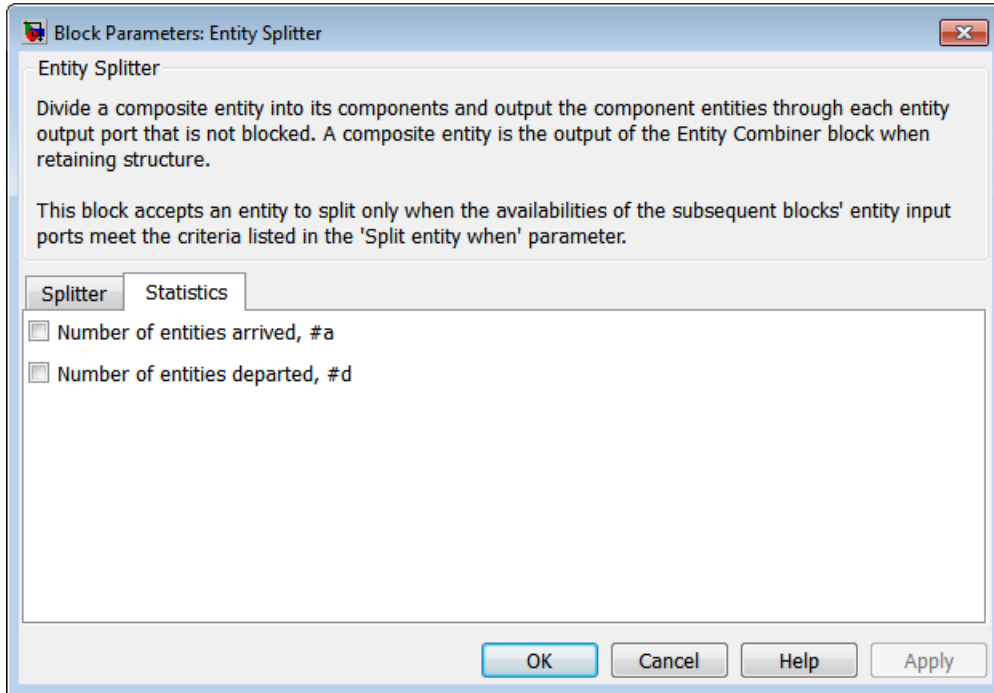 Block Parameters: Entity Splitter
Entity Splitter
Divide a composite entity into its components and output the component entities through each entity
output port that is not blocked. A composite entity is the output of the Entity Combiner block when
retaining structure.
This block accepts an entity to split only when the availabilities of the subsequent blocks' entity input
ports meet the criteria listed in the 'Split entity when' parameter.
Splitter Statistics
Number of entities arrived, #a
Number of entities departed, #d
OK Cancel Help Apply